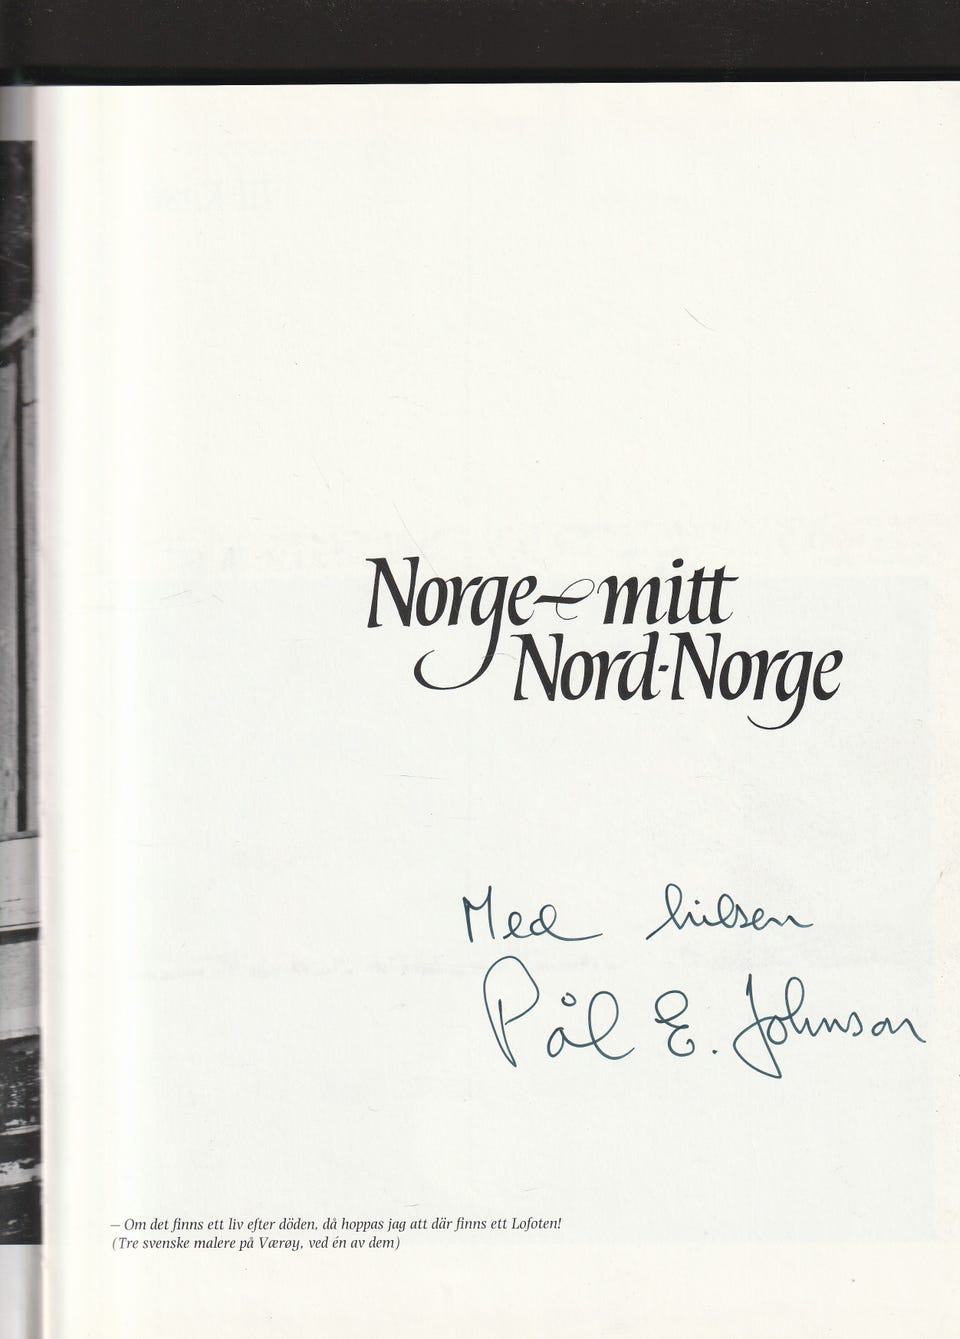 Norge – mitt
Nord-Norge
Med hilsen
Pål E. Johnson
– Om det finns ett liv efter döden, då hoppas jag att där finns ett Lofoten!
(Tre svenske malere på Værøy, ved én av dem)